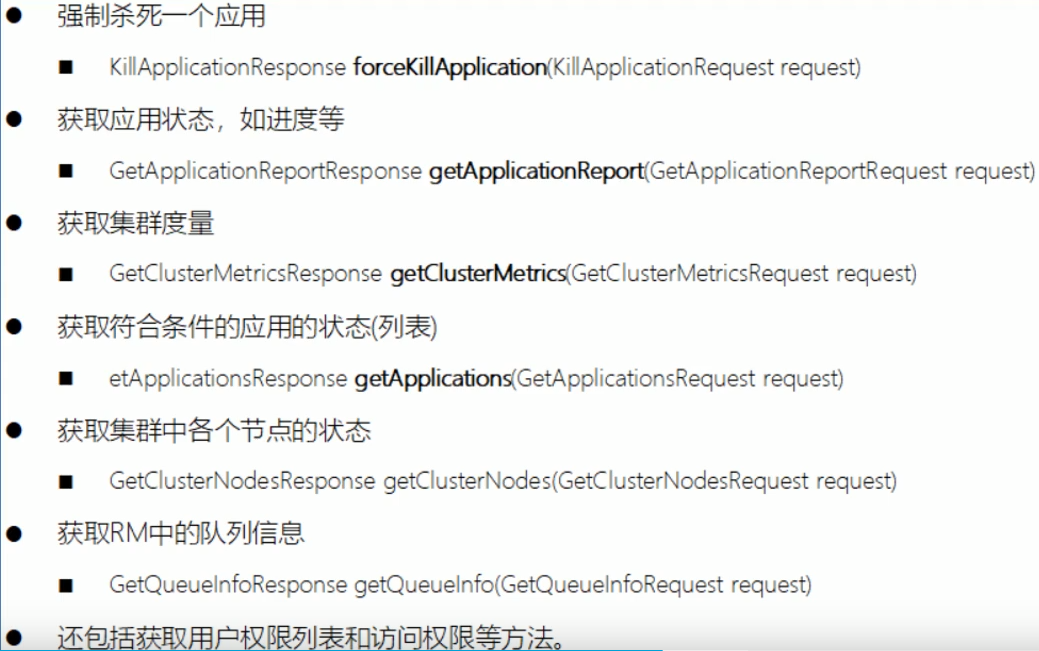 ● 强制杀死一个应用
■ KillApplicationResponse forceKillApplication(KillApplicationRequest request)
● 获取应用状态，如进度等
■ GetApplicationReportResponse getApplicationReport(GetApplicationReportRequest request)
● 获取集群度量
■ GetClusterMetricsResponse getClusterMetrics(GetClusterMetricsRequest request)
● 获取符合条件的应用的状态(列表)
■ etApplicationsResponse getApplications(GetApplicationsRequest request)
● 获取集群中各个节点的状态
■ GetClusterNodesResponse getClusterNodes(GetClusterNodesRequest request)
● 获取RM中的队列信息
■ GetQueueInfoResponse getQueueInfo(GetQueueInfoRequest request)
● 还包括获取用户权限列表和访问权限等方法。